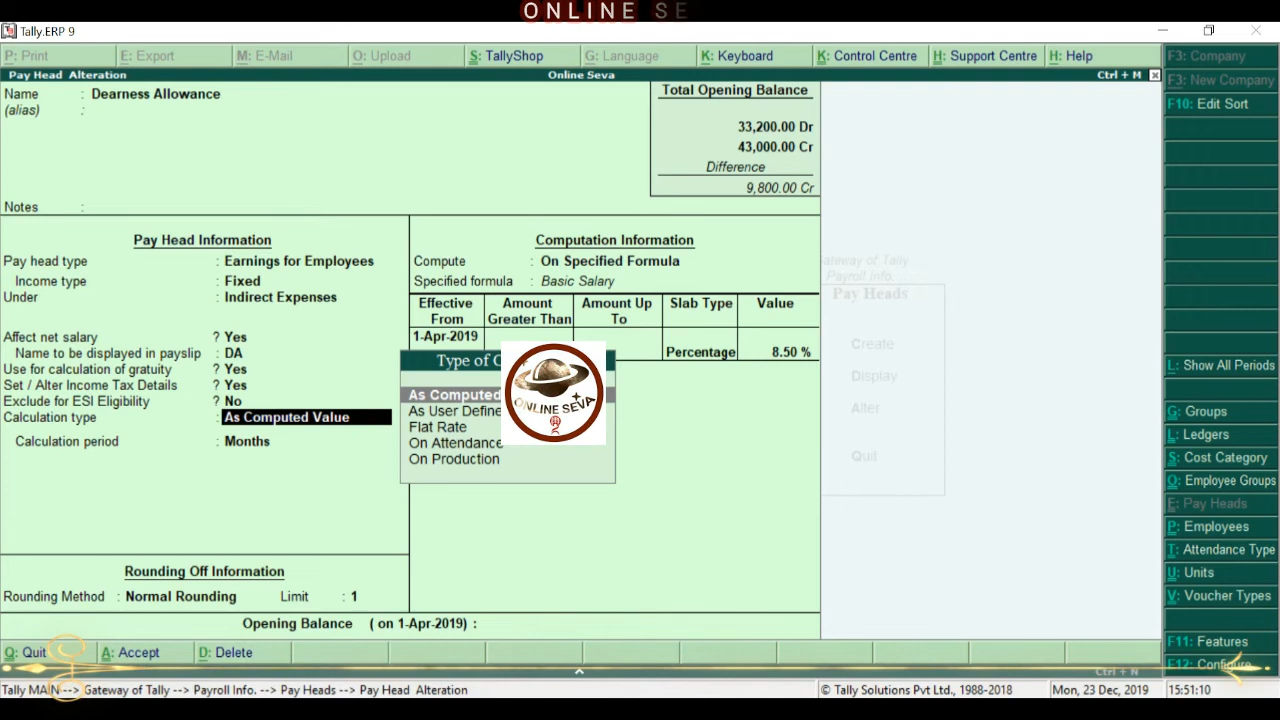 ONLINE SE
Tally.ERP 9
P: Print E: Export M: E-Mail O: Upload S: TallyShop G: Language K: Keyboard K: Control Centre H: Support Centre H: Help
F3: Company
Pay Head Alteration Online Seva Ctrl + M
F3: New Company
F10: Edit Sort
Name : Dearness Allowance
(alias) :
Total Opening Balance
33,200.00 Dr
43,000.00 Cr
Difference
9,800.00 Cr
Notes :
Pay Head Information
Pay head type : Earnings for Employees
Income type : Fixed
Under : Indirect Expenses
Affect net salary ? Yes
Name to be displayed in payslip : DA
Use for calculation of gratuity ? Yes
Set / Alter Income Tax Details ? Yes
Exclude for ESI Eligibility ? No
Calculation type : As Computed Value
Calculation period : Months
Computation Information
Compute : On Specified Formula
Specified formula : Basic Salary
Effective From Amount Greater Than Amount Up To Slab Type Value
1-Apr-2019
Percentage 8.50 %
Type of C
As Computed
As User Define
Flat Rate
On Attendance
On Production
ONLINE SEVA
Gateway of Tally
Payroll Info.
Pay Heads
Create
Display
Alter
Quit
L: Show All Periods
G: Groups
L: Ledgers
S: Cost Category
O: Employee Groups
E: Pay Heads
P: Employees
T: Attendance Type
U: Units
V: Voucher Types
F11: Features
F12: Configure
Rounding Off Information
Rounding Method : Normal Rounding Limit : 1
Opening Balance ( on 1-Apr-2019) :
Q: Quit A: Accept D: Delete
Ctrl + N
Tally MAIN --> Gateway of Tally --> Payroll Info. --> Pay Heads --> Pay Head Alteration © Tally Solutions Pvt Ltd., 1988-2018 Mon, 23 Dec, 2019 15:51:10